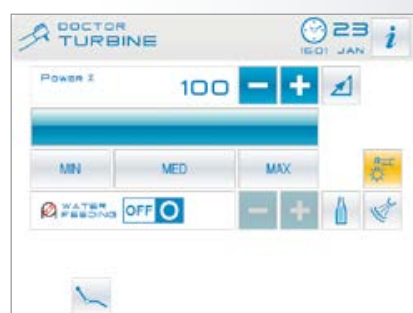 DOCTOR
TURBINE
23
16:01 JAN
i
Power %
100
MIN MED MAX
WATER
FEEDING
OFF